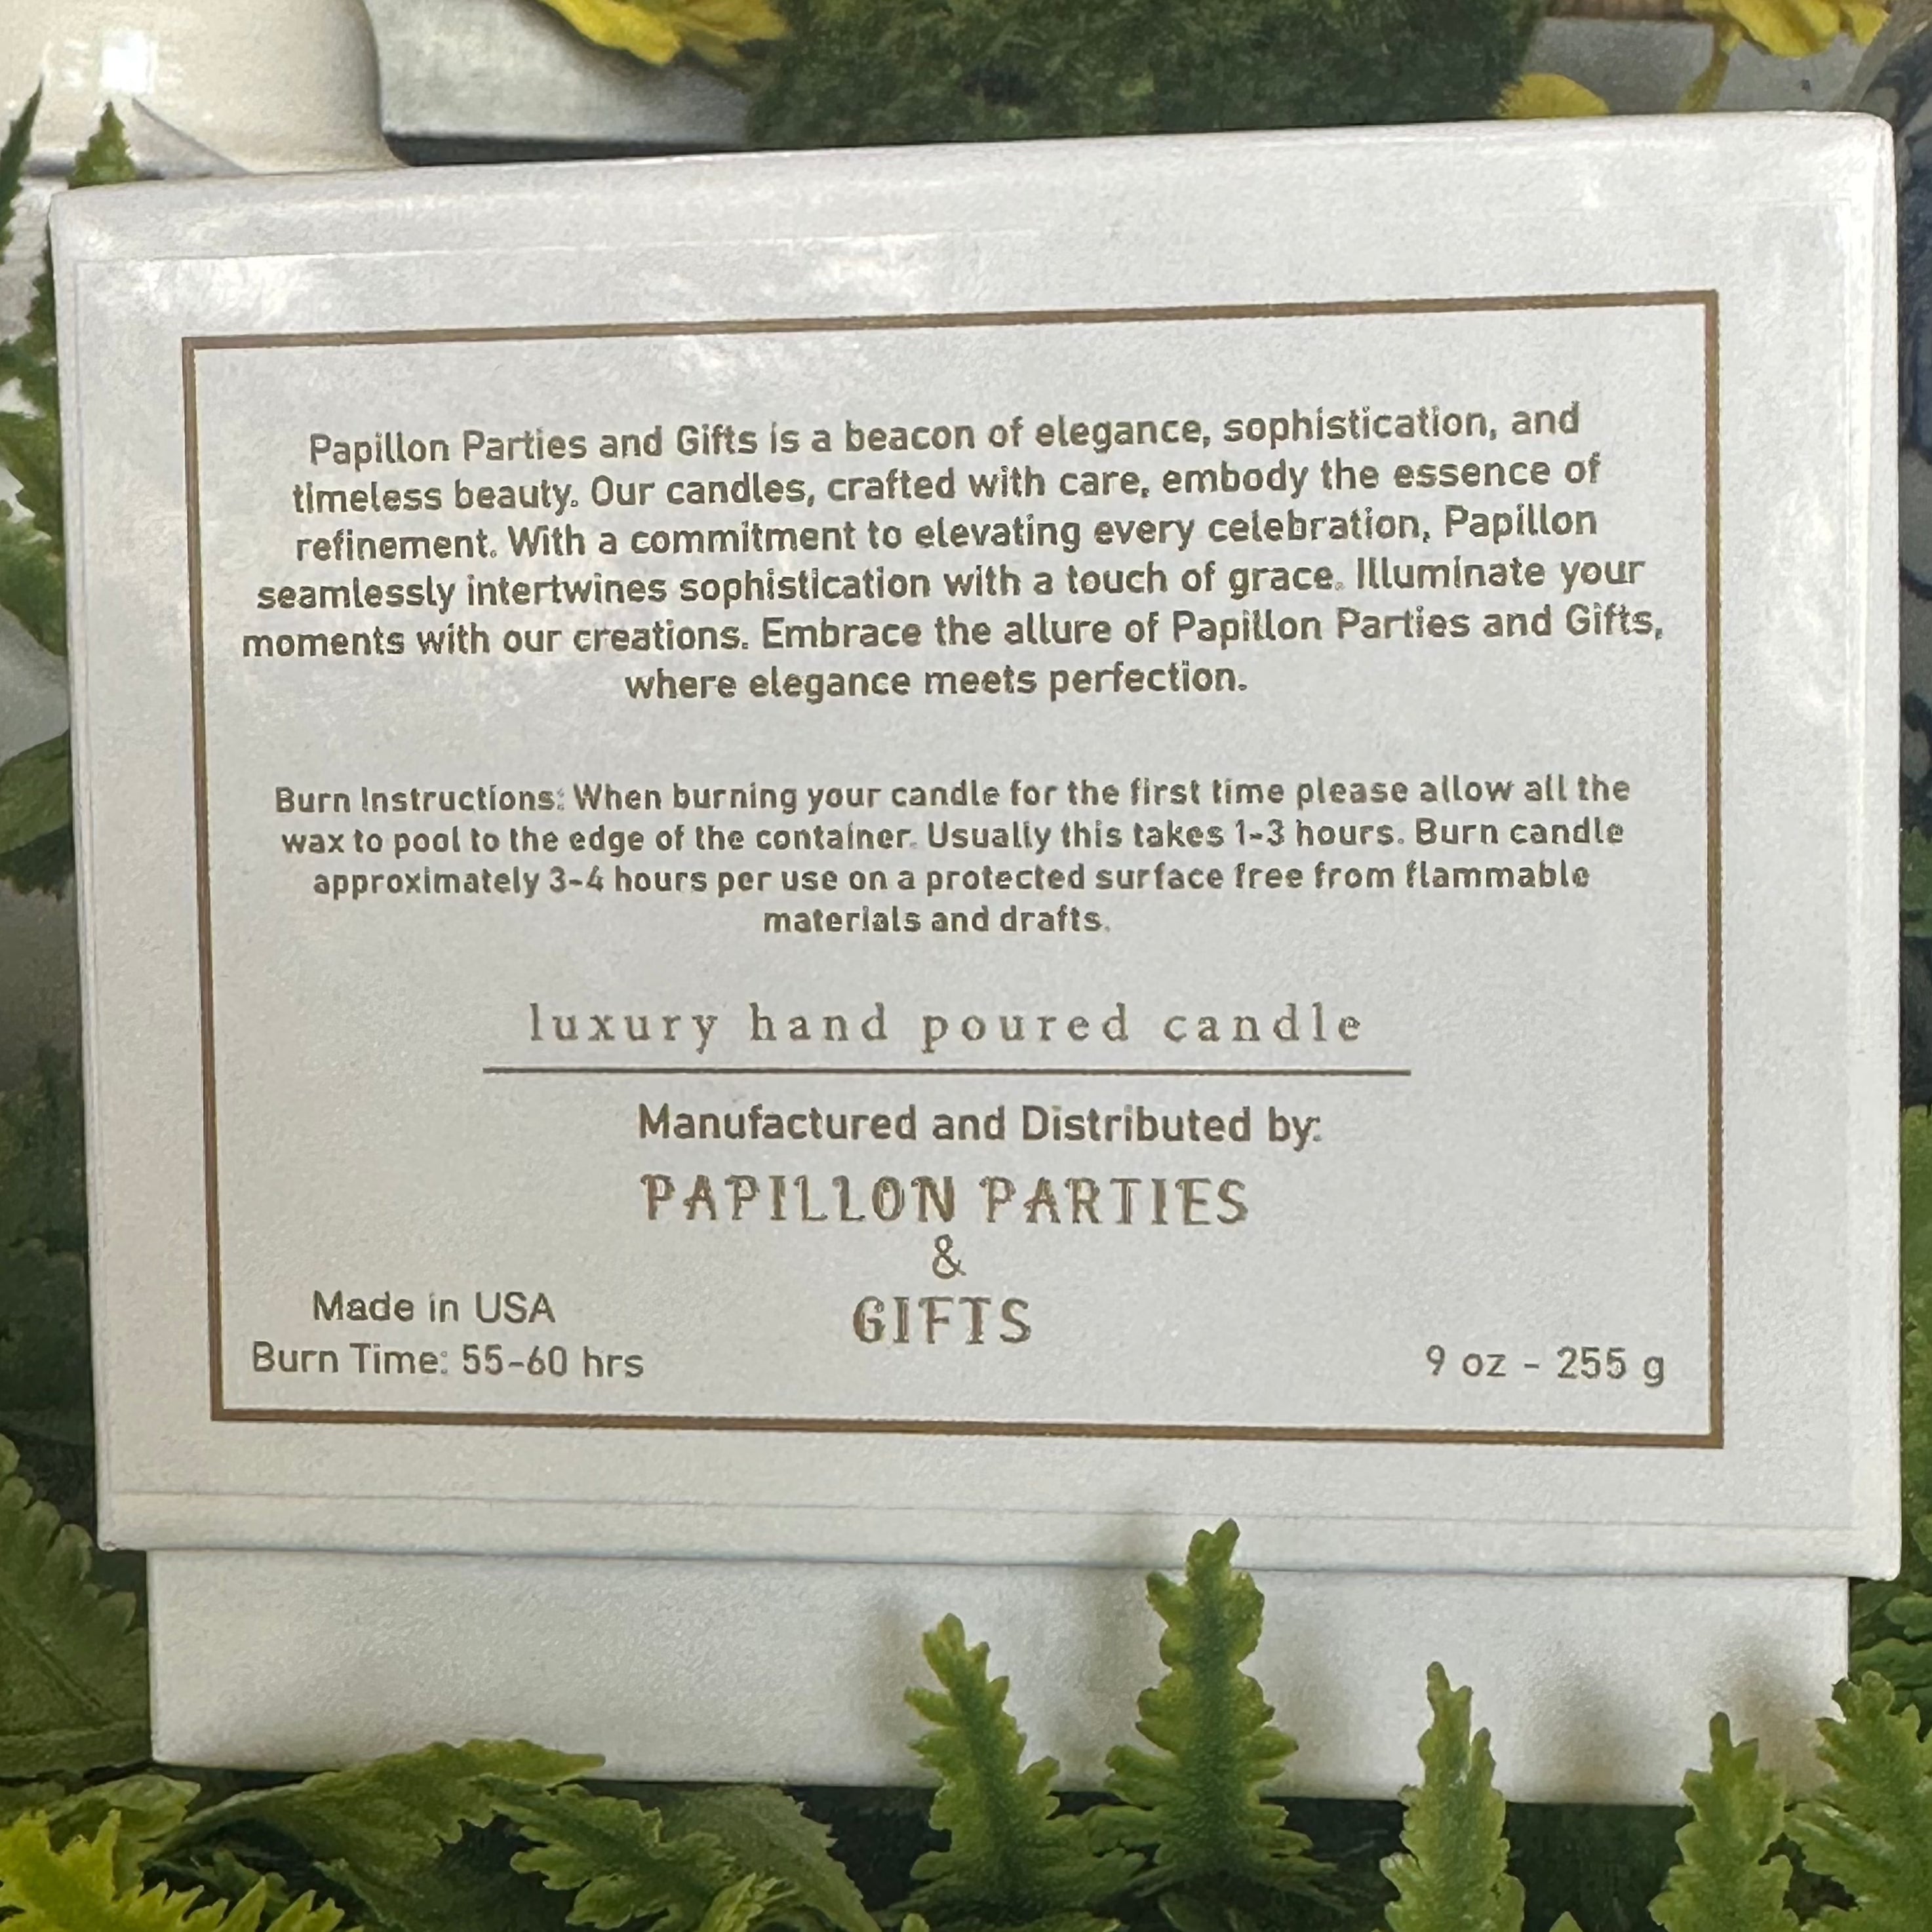 Papillon Parties and Gifts is a beacon of elegance, sophistication, and
timeless beauty. Our candles, crafted with care, embody the essence of
refinement. With a commitment to elevating every celebration, Papillon
seamlessly intertwines sophistication with a touch of grace. Illuminate your
moments with our creations. Embrace the allure of Papillon Parties and Gifts,
where elegance meets perfection.
Burn Instructions: When burning your candle for the first time please allow all the
wax to pool to the edge of the container. Usually this takes 1-3 hours. Burn candle
approximately 3-4 hours per use on a protected surface free from flammable
materials and drafts.
luxury hand poured candle
Manufactured and Distributed by:
PAPILLON PARTIES
&
GIFTS
Made in USA
Burn Time: 55-60 hrs
9 oz - 255 g